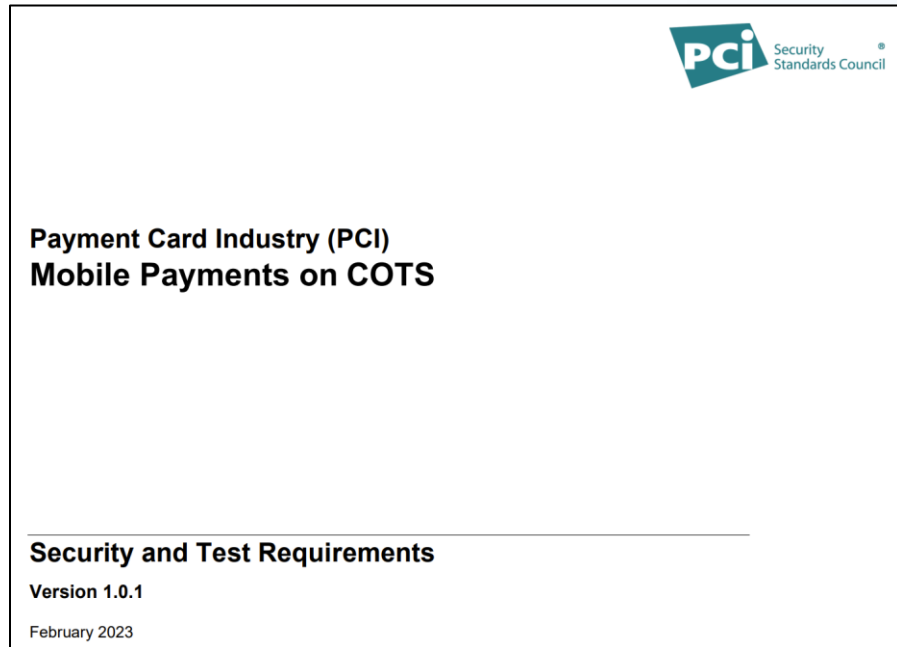 PCi Security ®
Standards Council
Payment Card Industry (PCI)
Mobile Payments on COTS
Security and Test Requirements
Version 1.0.1
February 2023